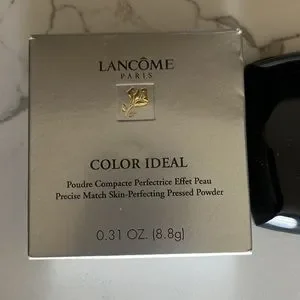 LANCÔME
PARIS
COLOR IDEAL
Poudre Compacte Perfectrice Effet Peau
Precise Match Skin-Perfecting Pressed Powder
0.31 OZ. (8.8g)